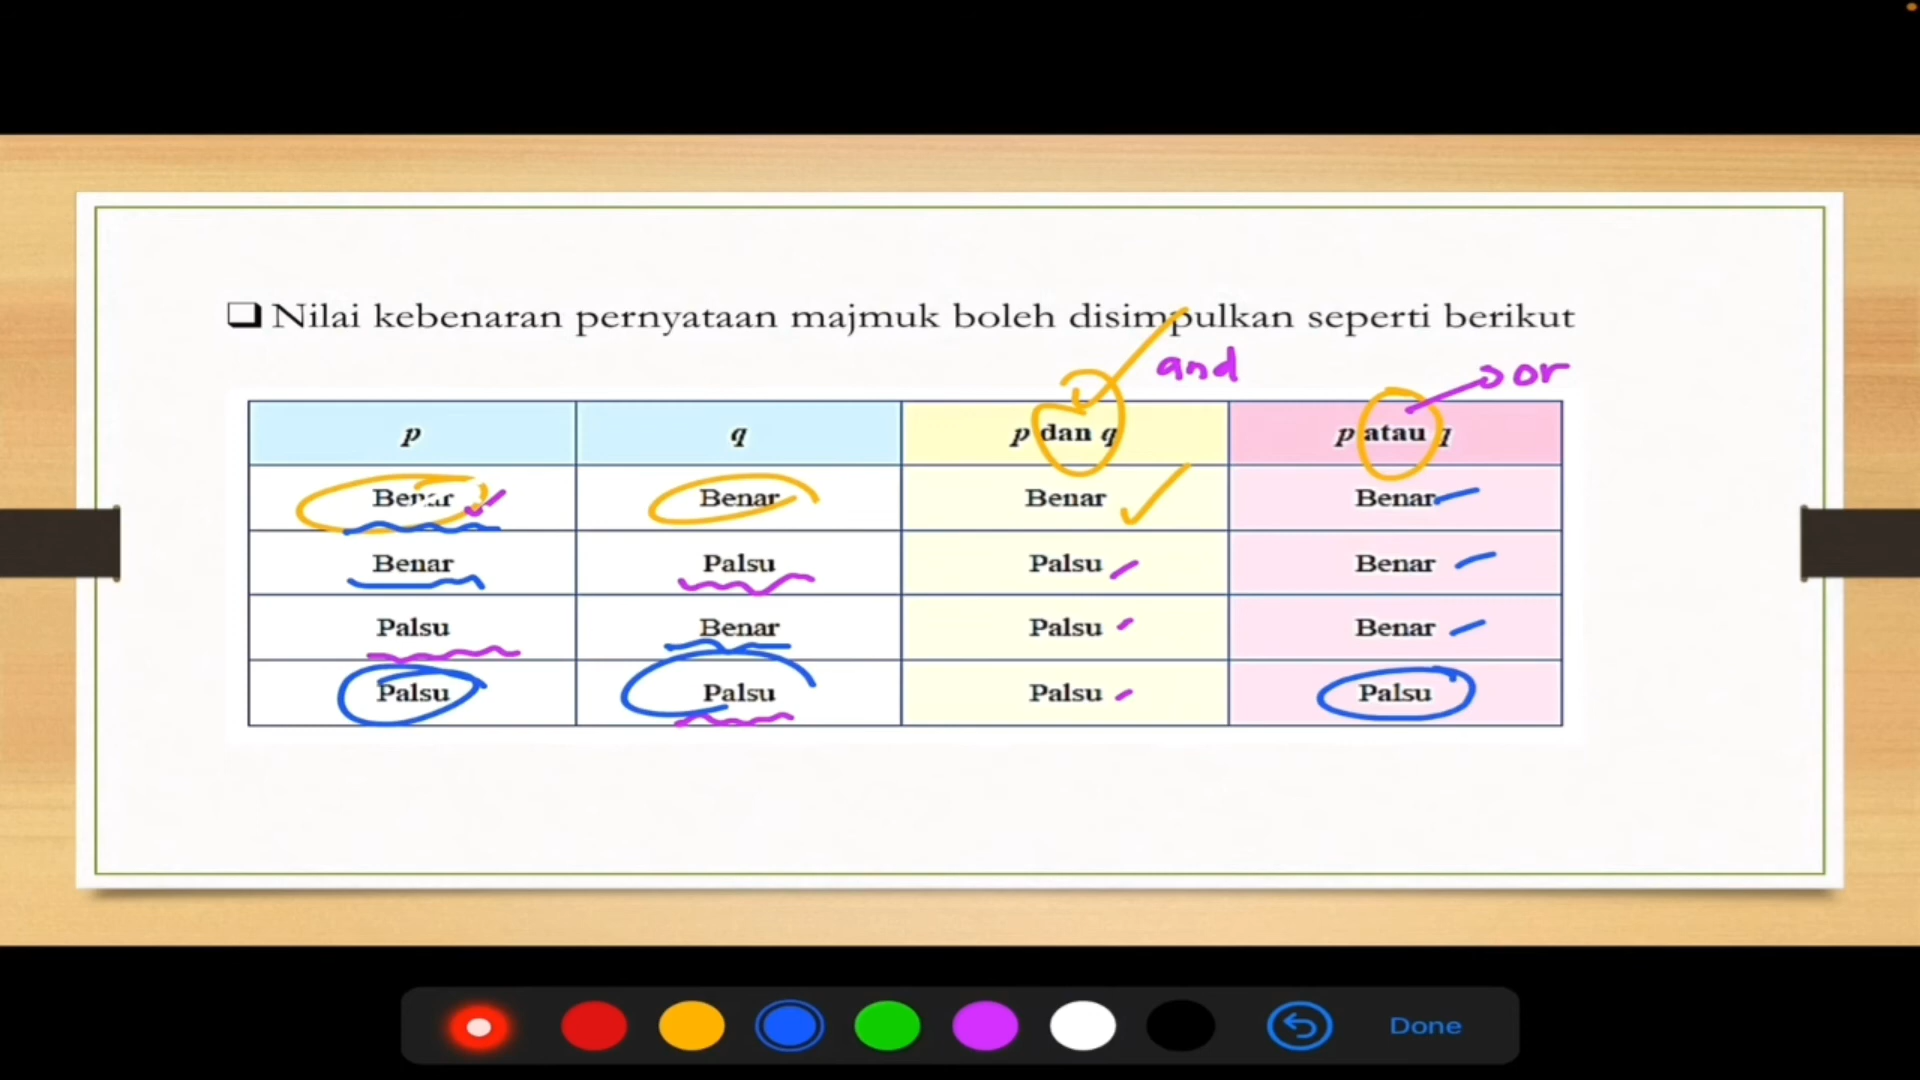 Nilai kebenaran pernyataan majmuk boleh disimpulkan seperti berikut
and
or
p q p dan q p atau q
Benar Benar Benar Benar
Benar Palsu Palsu Benar
Palsu Benar Palsu Benar
Palsu Palsu Palsu Palsu
Done